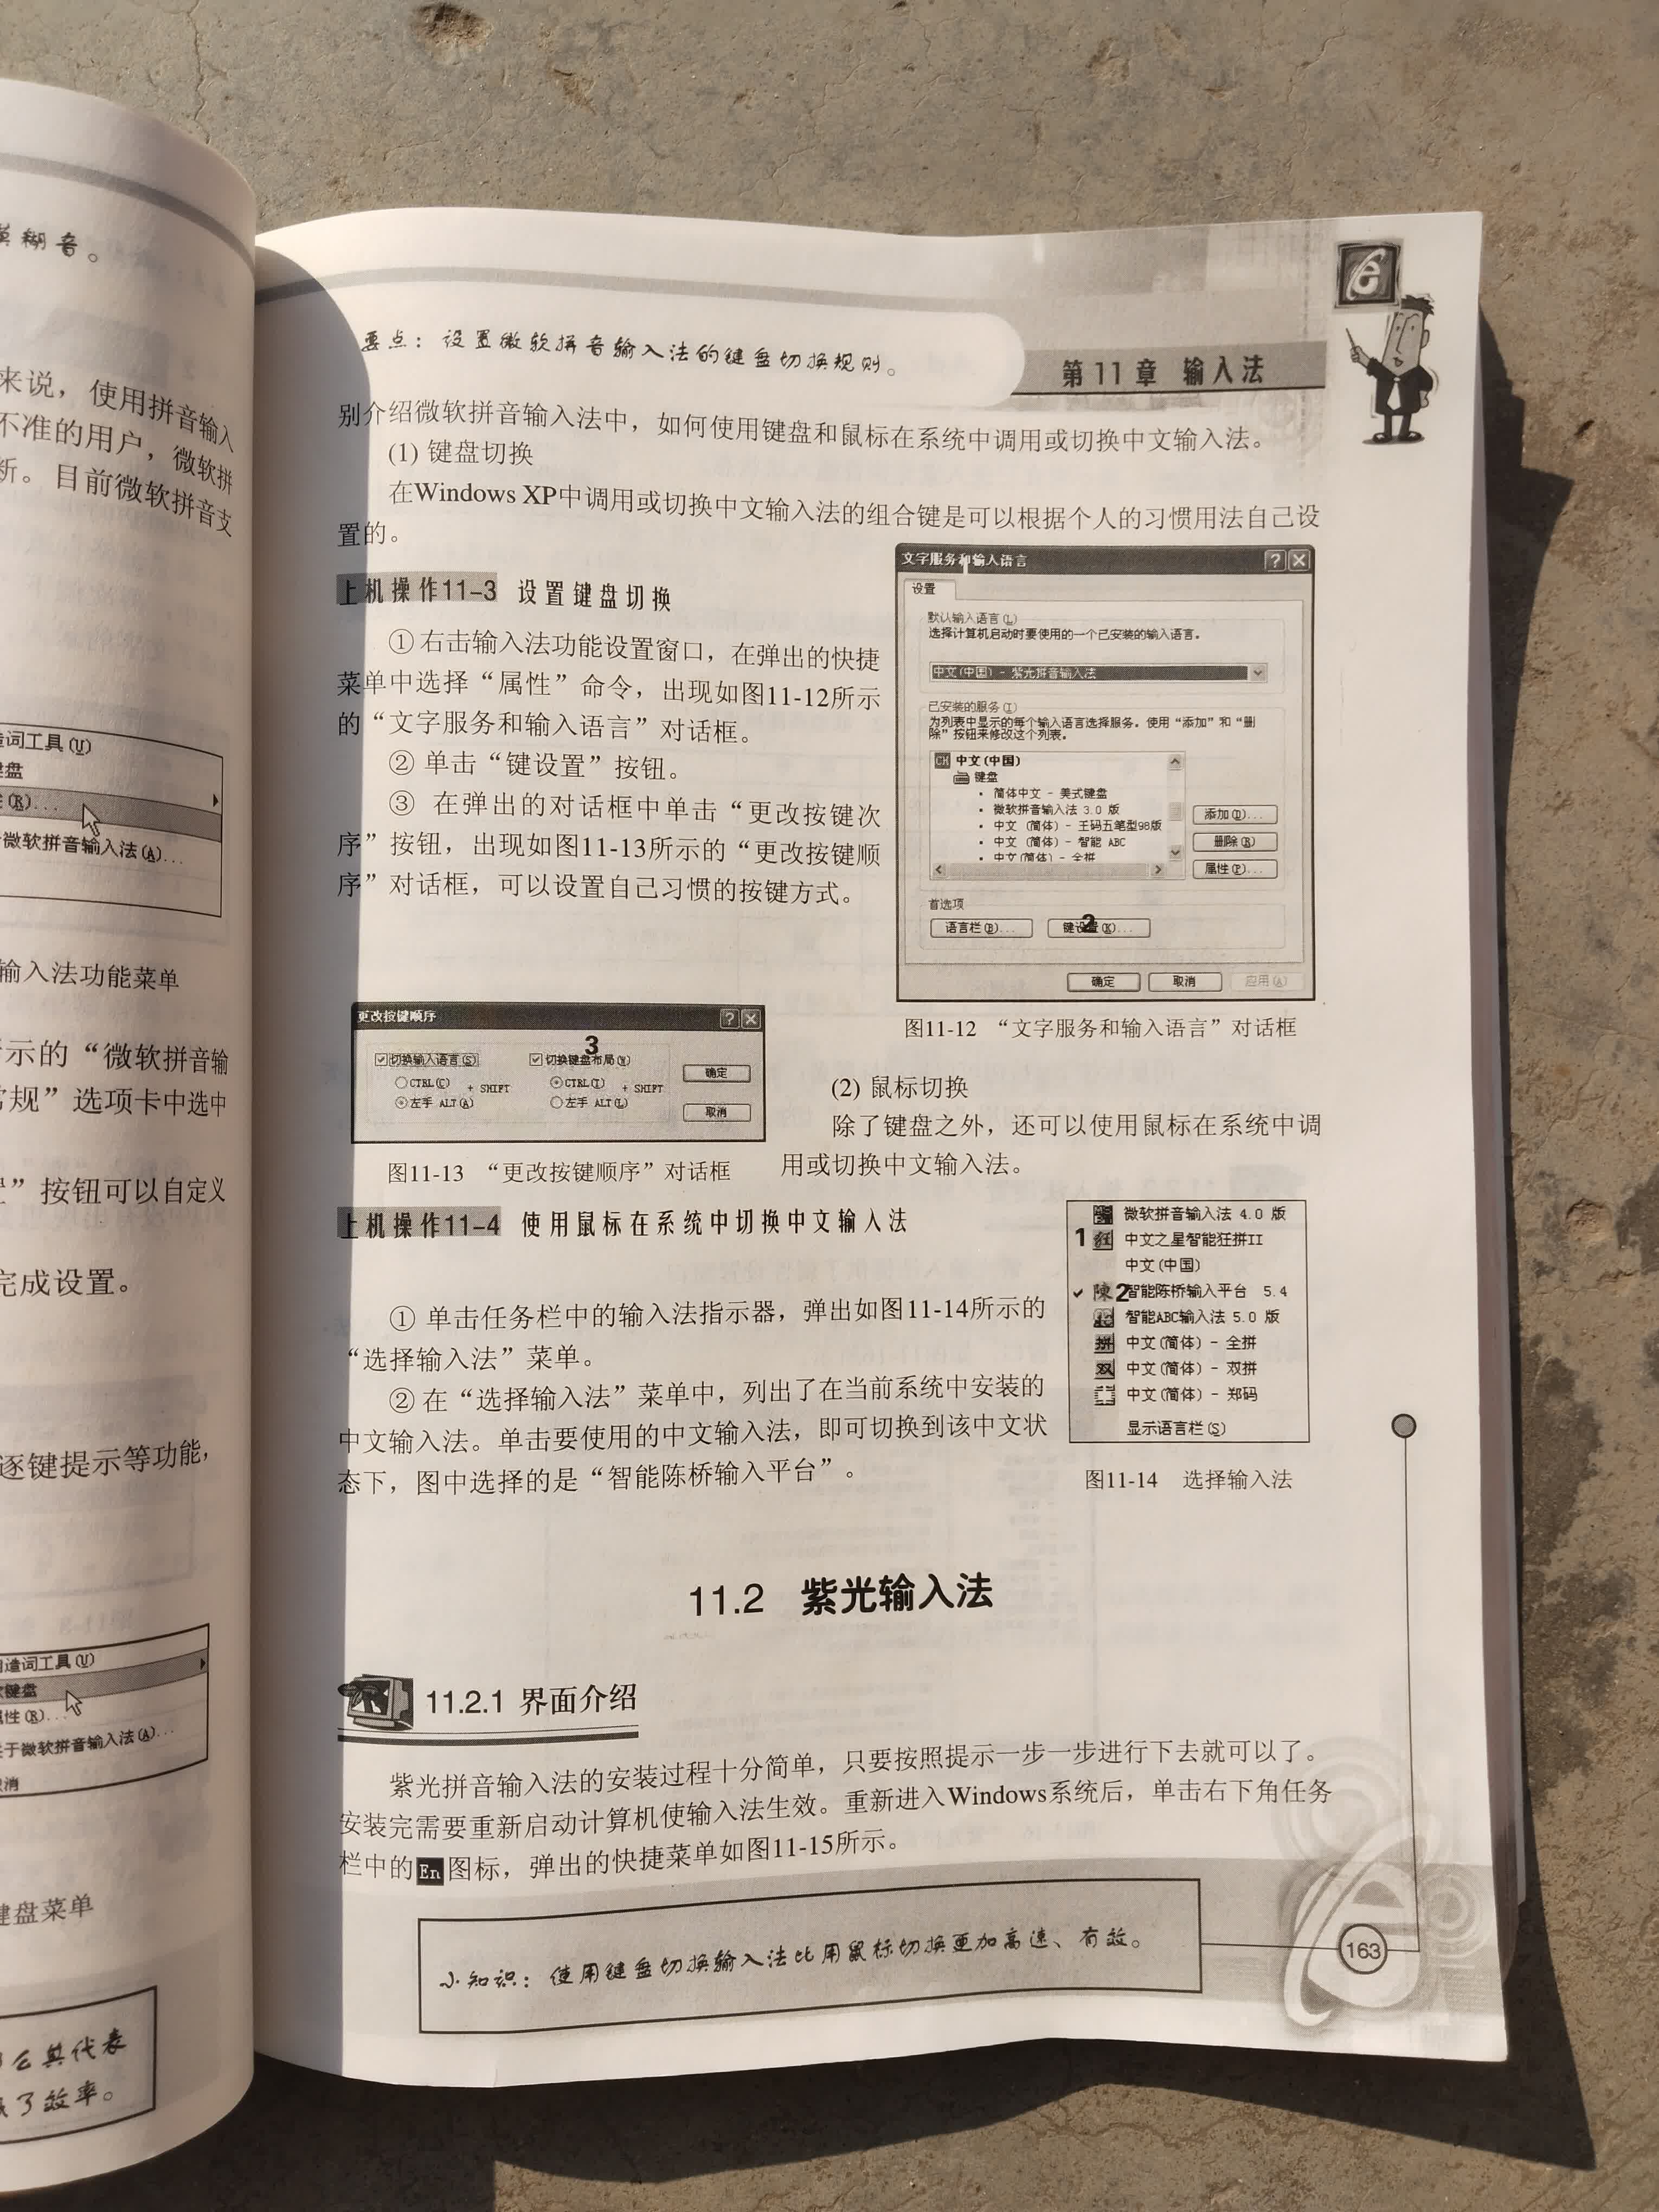 糊音。
来说，使用拼音输入
不准的用户，微软拼
断。目前微软拼音支
造词工具(U)
键盘
(R)...
微软拼音输入法(A)...
输入法功能菜单
所示的“微软拼音输
常规”选项卡中选中
”按钮可以自定义
完成设置。
逐键提示等功能，
造词工具(U)
键盘
属性(R)...
关于微软拼音输入法(A)...
取消
键盘菜单
么其代表
了效率。
要点：设置微软拼音输入法的键盘切换规则。
第11章 输入法
别介绍微软拼音输入法中，如何使用键盘和鼠标在系统中调用或切换中文输入法。
(1) 键盘切换
在Windows XP中调用或切换中文输入法的组合键是可以根据个人的习惯用法自己设
置的。
上机操作11-3 设置键盘切换
① 右击输入法功能设置窗口，在弹出的快捷
菜单中选择“属性”命令，出现如图11-12所示
的“文字服务和输入语言”对话框。
② 单击“键设置”按钮。
③ 在弹出的对话框中单击“更改按键次
序”按钮，出现如图11-13所示的“更改按键顺
序”对话框，可以设置自己习惯的按键方式。
文字服务和输入语言
设置
默认输入语言(L)
选择计算机启动时要使用的一个已安装的输入语言。
中文(中国) - 紫光拼音输入法
已安装的服务(I)
为列表中显示的每个输入语言选择服务。使用“添加”和“删
除”按钮来修改这个列表。
CH 中文(中国)
键盘
• 简体中文 - 美式键盘
• 微软拼音输入法 3.0 版
• 中文 (简体) - 王码五笔型98版
• 中文 (简体) - 智能 ABC
• 中文(简体) - 全拼
添加(D)...
删除(R)
属性(P)...
首选项
语言栏(B)...
键设置(K)...
2
确定
取消
应用(A)
图11-12 “文字服务和输入语言”对话框
更改按键顺序
3
切换输入语言(S)
切换键盘布局(W)
CTRL(C)
+ SHIFT
左手 ALT(A)
CTRL(T)
+ SHIFT
左手 ALT(L)
确定
取消
图11-13 “更改按键顺序”对话框
(2) 鼠标切换
除了键盘之外，还可以使用鼠标在系统中调
用或切换中文输入法。
上机操作11-4 使用鼠标在系统中切换中文输入法
① 单击任务栏中的输入法指示器，弹出如图11-14所示的
“选择输入法”菜单。
② 在“选择输入法”菜单中，列出了在当前系统中安装的
中文输入法。单击要使用的中文输入法，即可切换到该中文状
态下，图中选择的是“智能陈桥输入平台”。
微软拼音输入法 4.0 版
1 狂 中文之星智能狂拼II
中文(中国)
陳 2 智能陈桥输入平台 5.4
智能ABC输入法 5.0 版
拼 中文(简体) - 全拼
双 中文(简体) - 双拼
中文(简体) - 郑码
显示语言栏(S)
图11-14 选择输入法
11.2 紫光输入法
11.2.1 界面介绍
紫光拼音输入法的安装过程十分简单，只要按照提示一步一步进行下去就可以了。
安装完需要重新启动计算机使输入法生效。重新进入Windows系统后，单击右下角任务
栏中的En图标，弹出的快捷菜单如图11-15所示。
小知识：使用键盘切换输入法比用鼠标切换更加高速、有效。
163